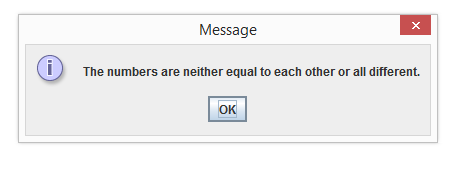 Message
The numbers are neither equal to each other or all different.
OK